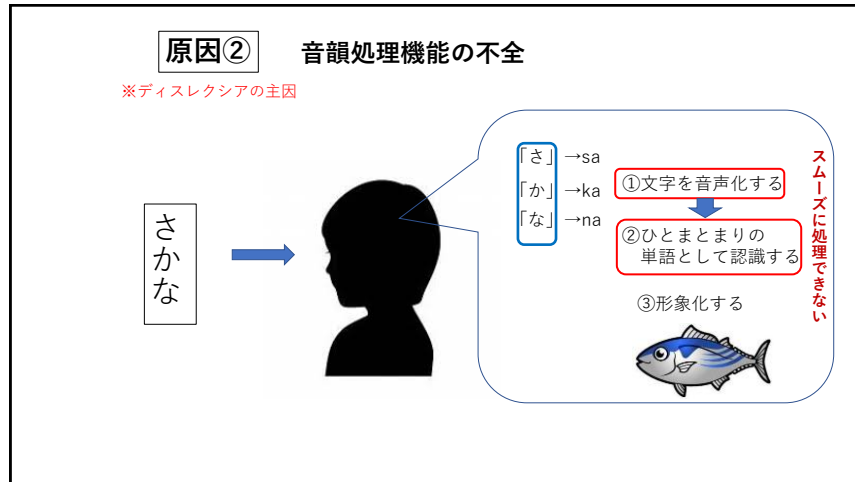 原因②
音韻処理機能の不全
※ディスレクシアの主因
さかな
「さ」→sa
「か」→ka
「な」→na
①文字を音声化する
②ひとまとまりの
単語として認識する
③形象化する
スムーズに処理できない